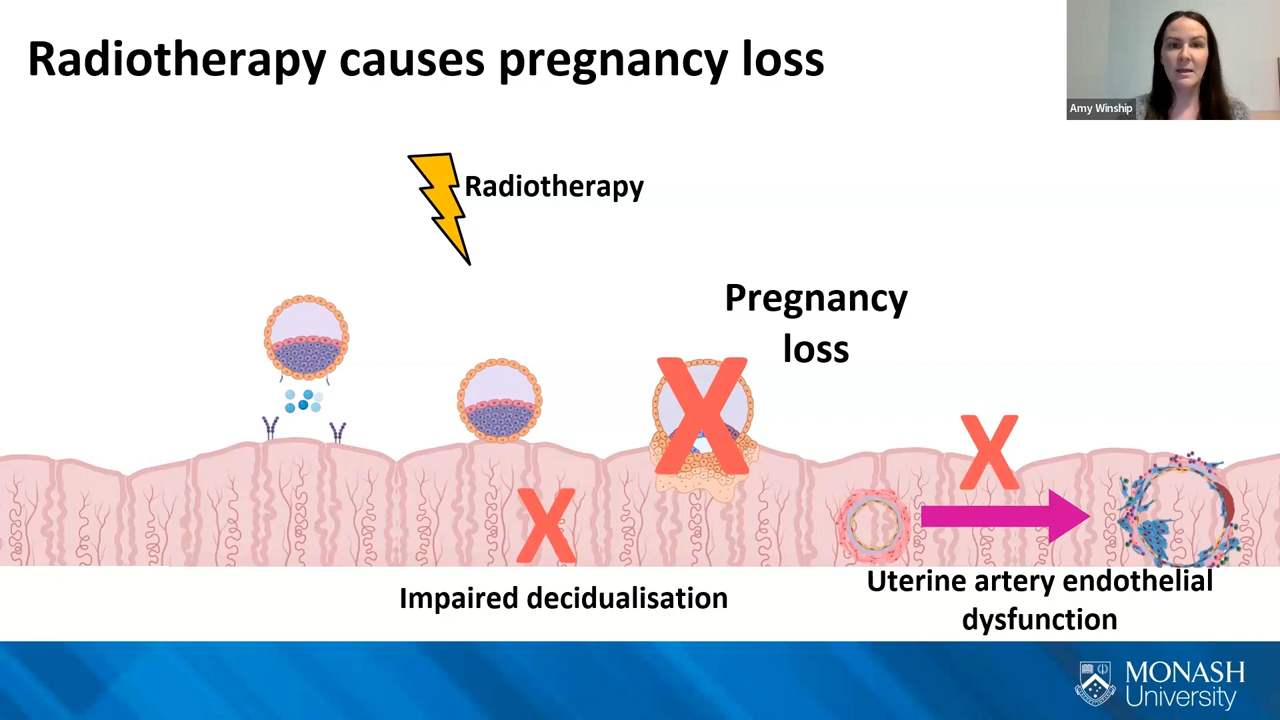 Radiotherapy causes pregnancy loss
Amy Winship
Radiotherapy
Pregnancy
loss
Impaired decidualisation
Uterine artery endothelial
dysfunction
MONASH
University